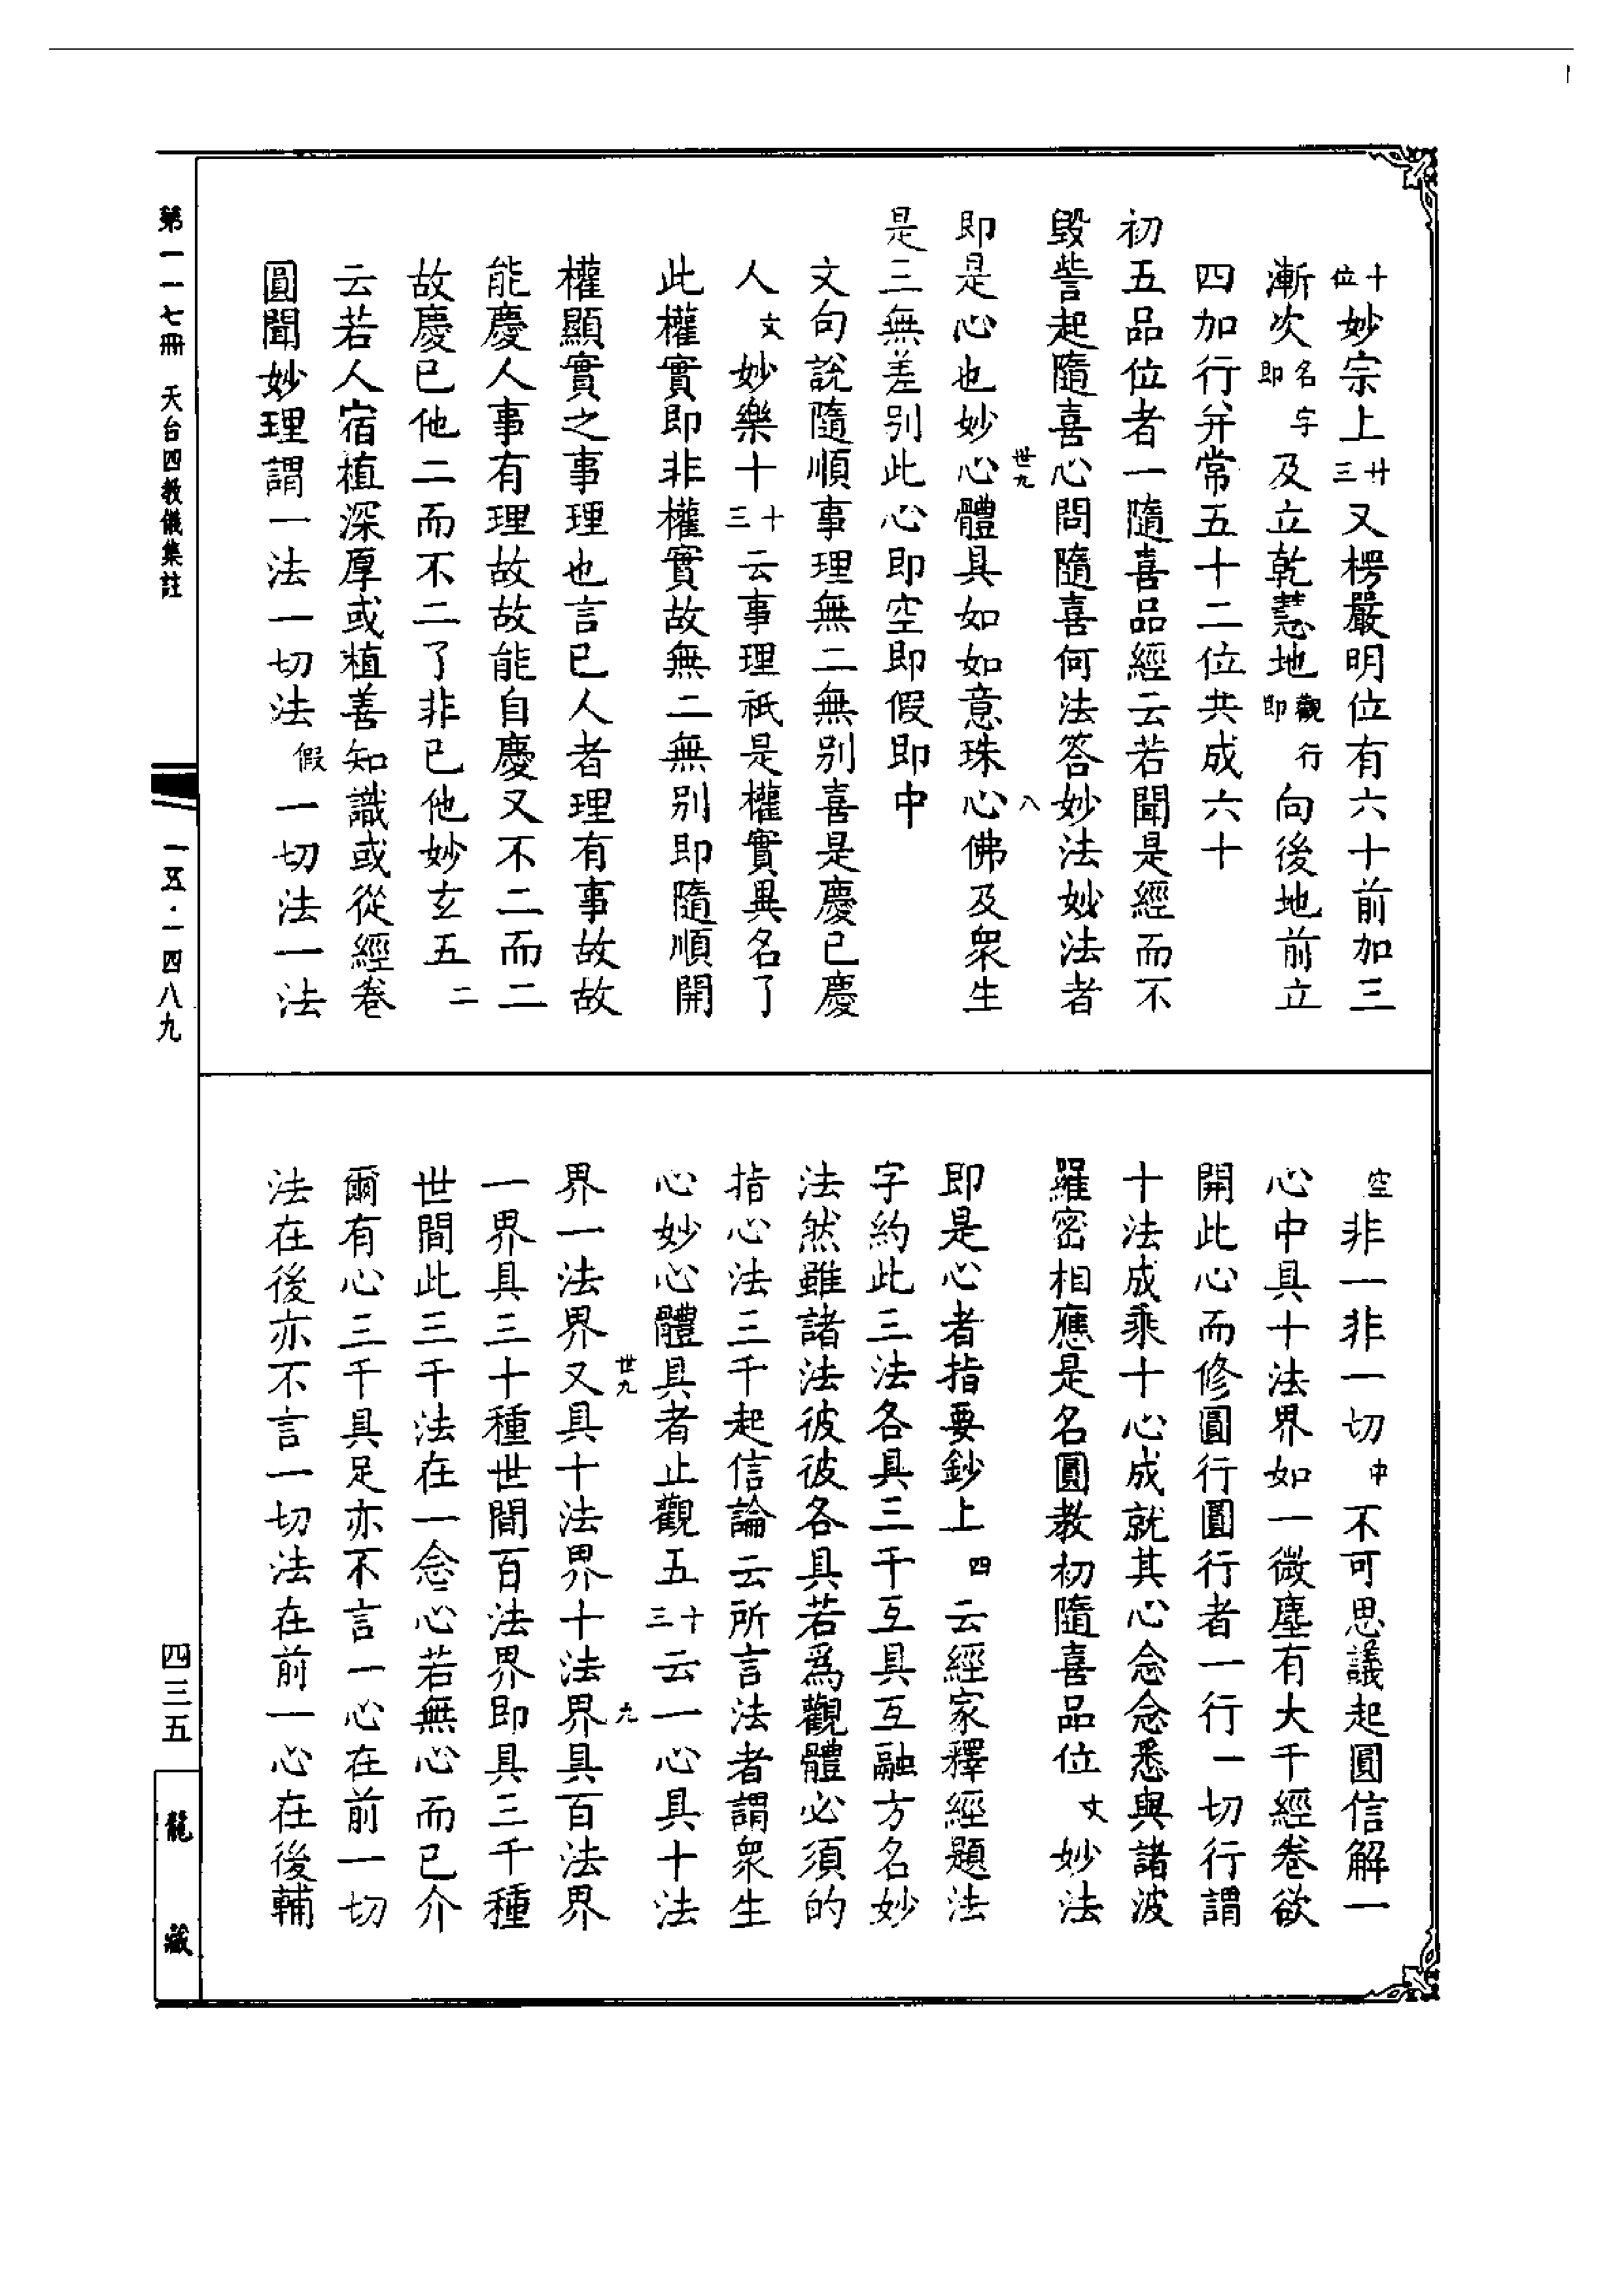 十位妙宗上廿三又楞嚴明位有六十前加三
漸次名字即及立乾慧地觀行即向後地前立
四加行并常五十二位共成六十
初五品位者一隨喜品經云若聞是經而不
毀訾起隨喜心問隨喜何法答妙法妙法者
世九
八
即是心也妙心體具如如意珠心佛及衆生
是三無差別此心即空即假即中
文句說隨順事理無二無別喜是慶已慶
人文妙樂十十三云事理祇是權實異名了
此權實即非權實故無二無別即隨順開
權顯實之事理也言已人者理有事故故
能慶人事有理故故能自慶又不二而二
故慶已他二而不二了非已他妙玄五二
云若人宿植深厚或植善知識或從經卷
圓聞妙理謂一法一切法假一切法一法
空非一非一切中不可思議起圓信解一
心中具十法界如一微塵有大千經卷欲
開此心而修圓行圓行者一行一切行謂
十法成乘十心成就其心念念悉與諸波
羅密相應是名圓教初隨喜品位文妙法
即是心者指要鈔上四云經家釋經題法
字約此三法各具三千互具互融方名妙
法然雖諸法彼彼各具若爲觀體必須的
指心法三千起信論云所言法者謂衆生
心妙心體具者止觀五十三云一心具十法
世九
九
界一法界又具十法界十法界具百法界
一界具三十種世間百法界即具三千種
世間此三千法在一念心若無心而已介
爾有心三千具足亦不言一心在前一切
法在後亦不言一切法在前一心在後輔
第一一七冊 天台四教儀集註
一五·一四八九
四三五
龍藏